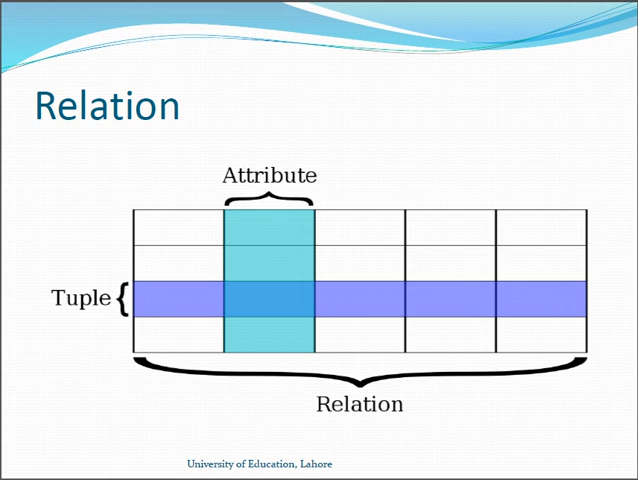 Relation
Attribute
Tuple
Relation
University of Education, Lahore